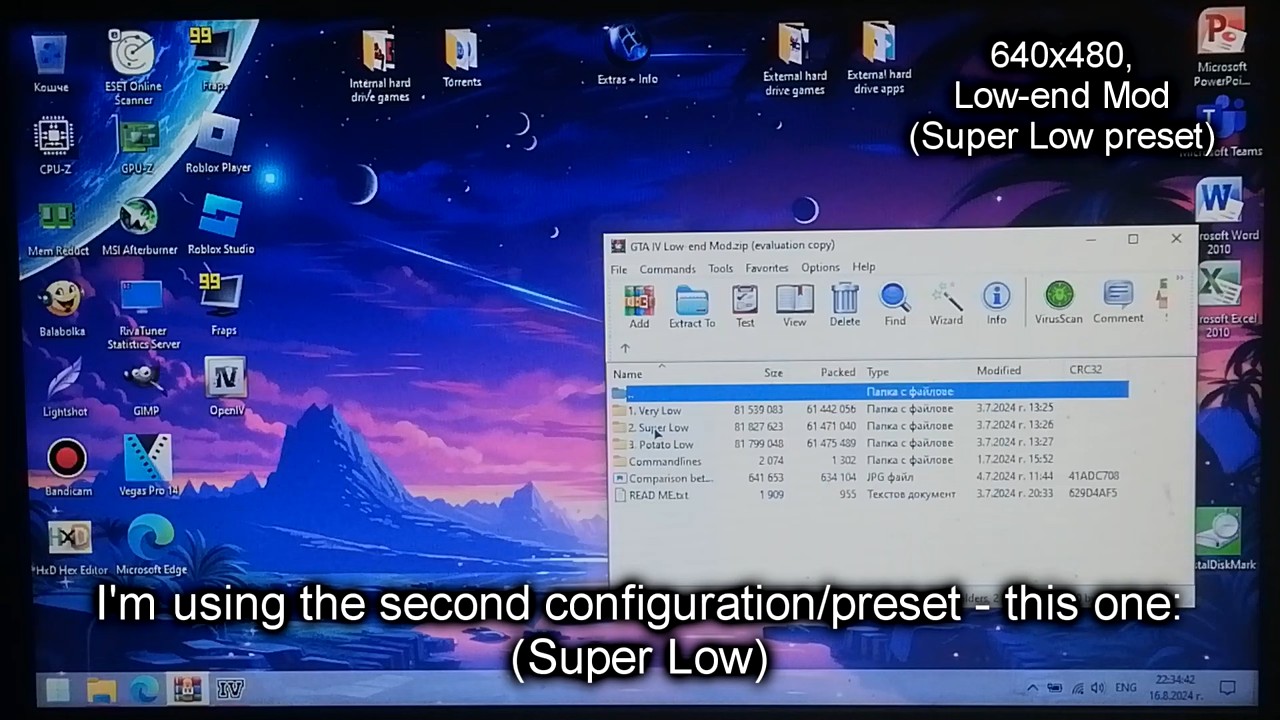 Кошче
ESET Online
Scanner
99
Fraps
Internal hard
drive games
Torrents
Extras + Info
External hard
drive games
External hard
drive apps
Microsoft
PowerPoi...
640x480,
Low-end Mod
(Super Low preset)
CPU-Z
GPU-Z
Roblox Player
Teams
Mem Reduct
MSI Afterburner
Roblox Studio
Word
2010
GTA IV Low-end Mod.zip (evaluation copy)
File Commands Tools Favorites Options Help
Add Extract To Test View Delete Find Wizard Info VirusScan Comment
Excel
2010
Balabolka
RivaTuner
Statistics Server
99
Fraps
Name Size Packed Type Modified CRC32
.. Папка с файлове
1. Very Low 81 539 083 61 442 056 Папка с файлове 3.7.2024 г. 13:25
2. Super Low 81 827 623 61 471 040 Папка с файлове 3.7.2024 г. 13:26
3. Potato Low 81 799 048 61 475 489 Папка с файлове 3.7.2024 г. 13:27
Commandlines 2 074 1 302 Папка с файлове 1.7.2024 г. 15:52
Comparison bet... 641 653 634 104 JPG файл 4.7.2024 г. 11:44 41ADC708
READ ME.txt 1 909 955 Текстов документ 3.7.2024 г. 20:33 629D4AF5
Lightshot
GIMP
IV
OpenIV
Bandicam
Vegas Pro 14
HxD
HxD Hex Editor
Microsoft Edge
stalDiskMark
I'm using the second configuration/preset - this one:
(Super Low)
IV
ENG
22:34:42
16.8.2024 г.